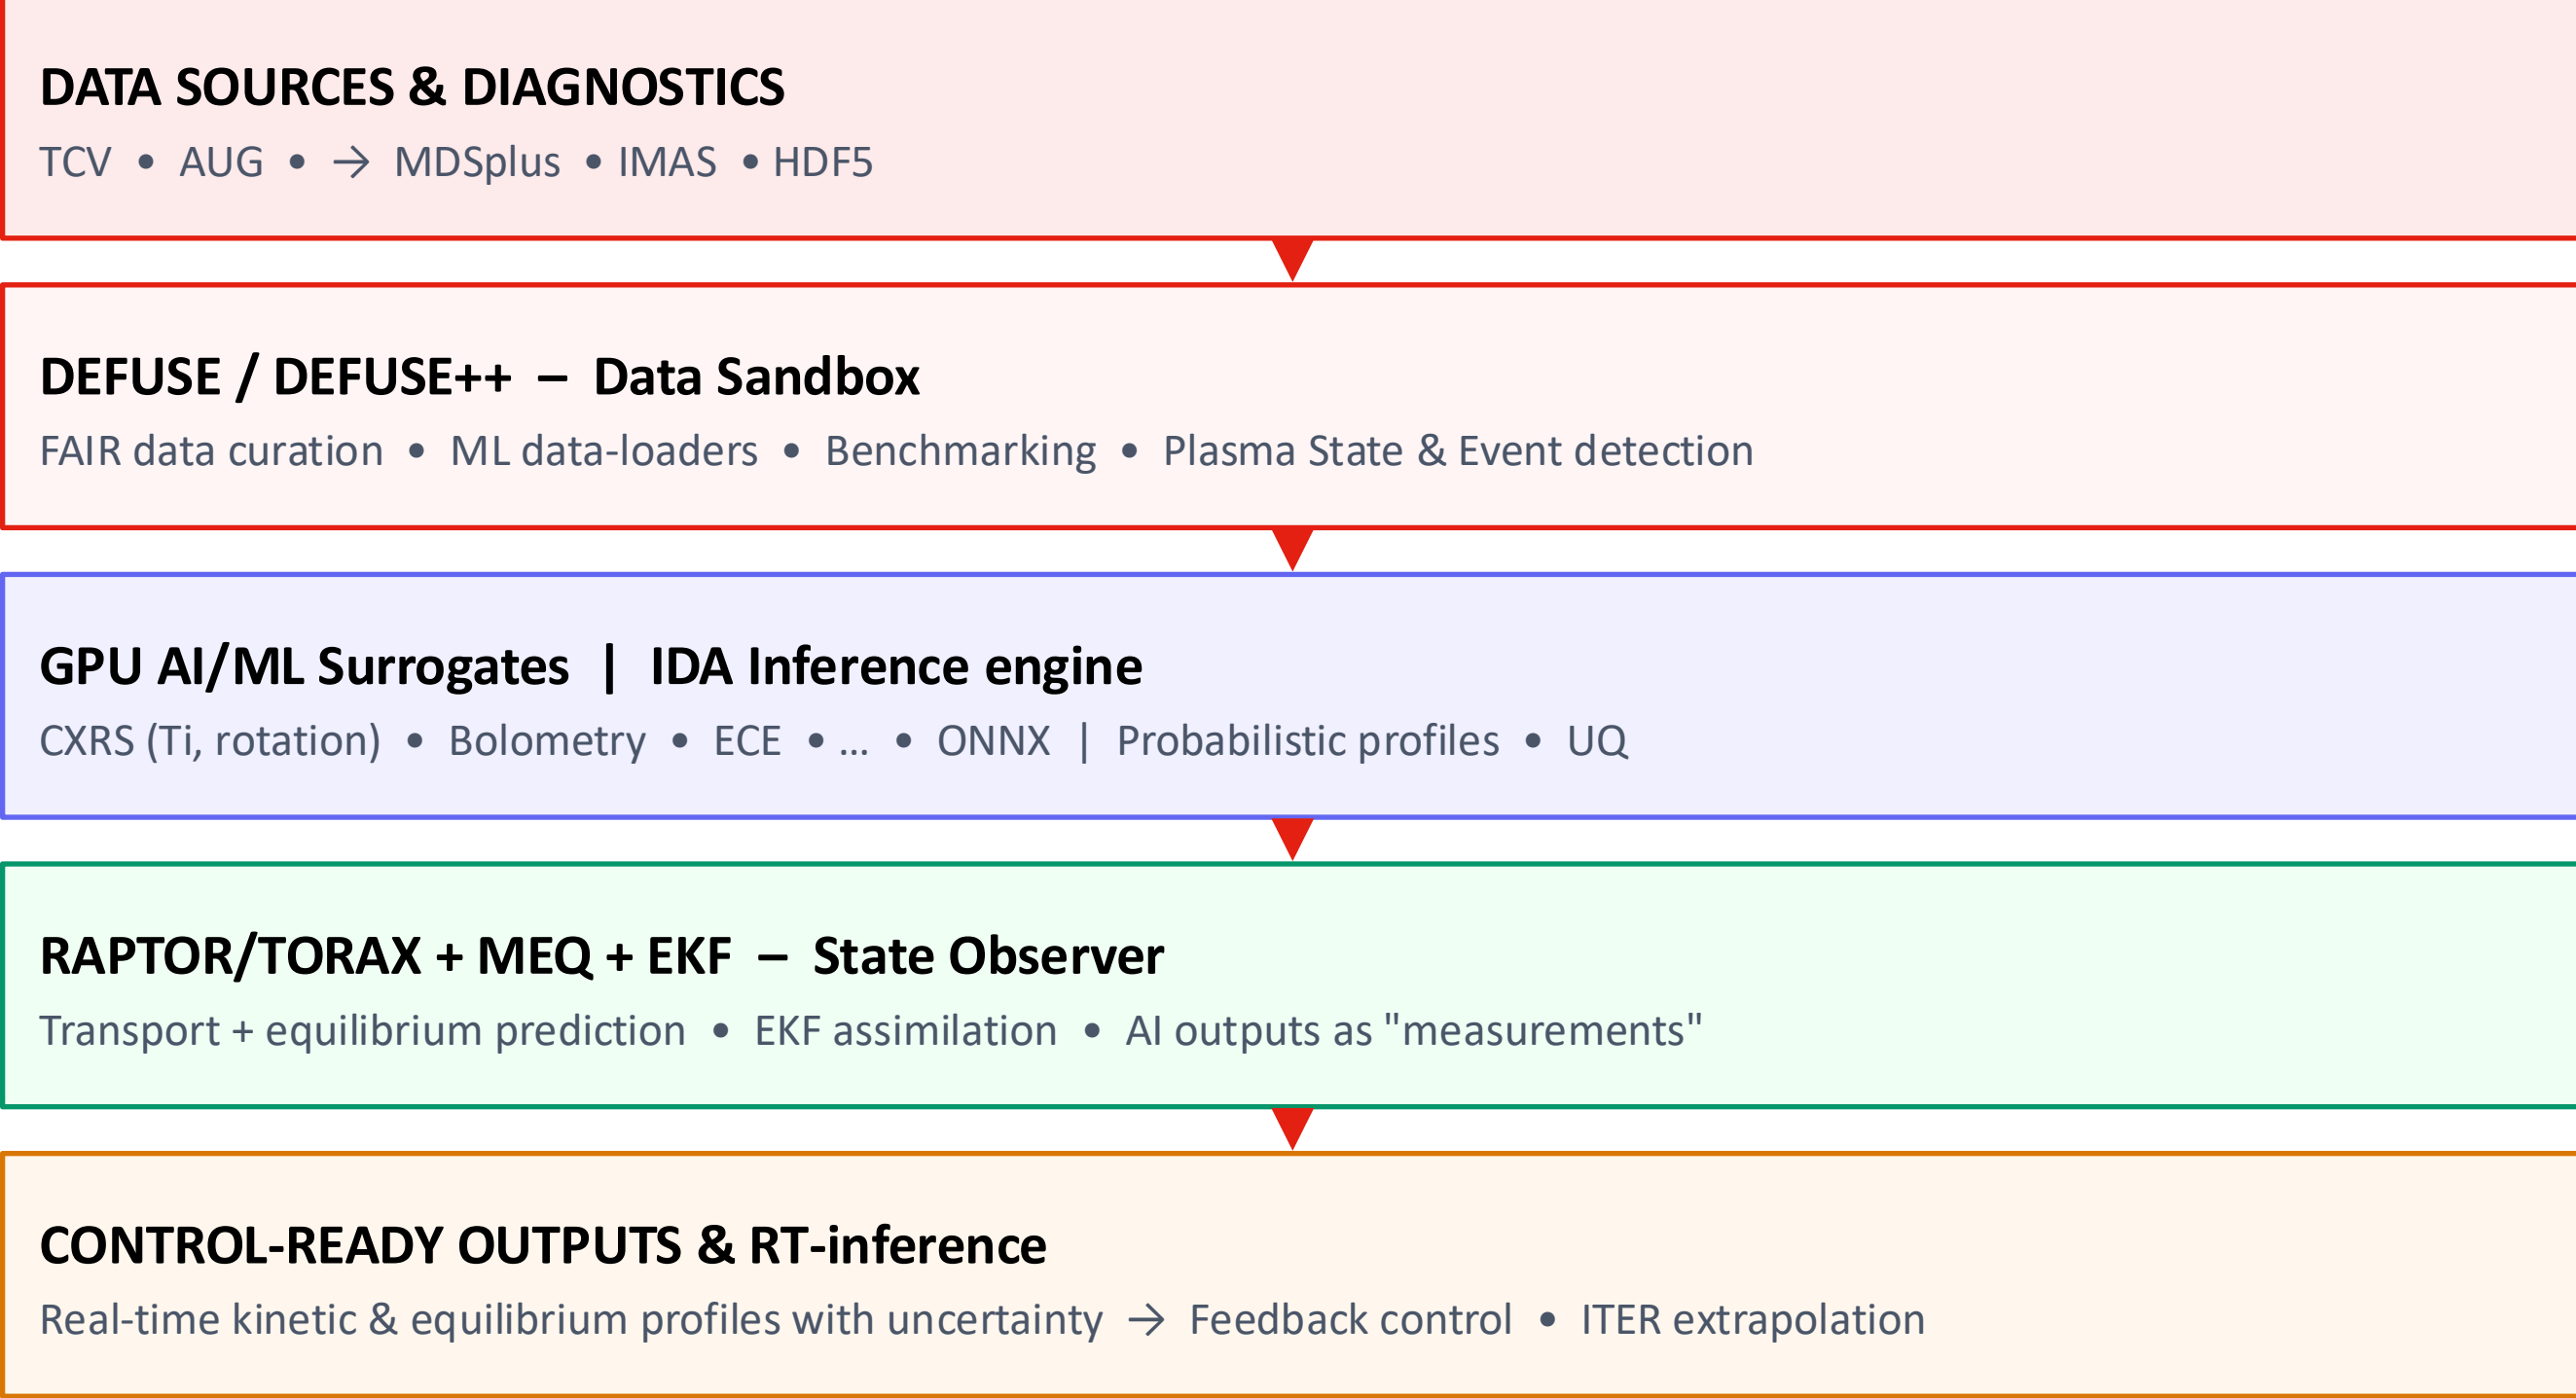 DATA SOURCES & DIAGNOSTICS
TCV • AUG • → MDSplus • IMAS • HDF5
DEFUSE / DEFUSE++ – Data Sandbox
FAIR data curation • ML data-loaders • Benchmarking • Plasma State & Event detection
GPU AI/ML Surrogates | IDA Inference engine
CXRS (Ti, rotation) • Bolometry • ECE • ... • ONNX | Probabilistic profiles • UQ
RAPTOR/TORAX + MEQ + EKF – State Observer
Transport + equilibrium prediction • EKF assimilation • AI outputs as "measurements"
CONTROL-READY OUTPUTS & RT-inference
Real-time kinetic & equilibrium profiles with uncertainty → Feedback control • ITER extrapolation